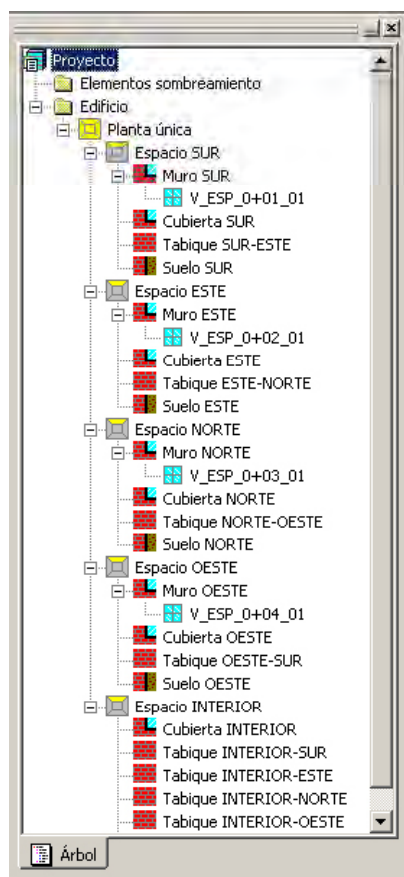 Proyecto
Elementos sombreamiento
Edificio
Planta única
Espacio SUR
Muro SUR
V_ESP_0+01_01
Cubierta SUR
Tabique SUR-ESTE
Suelo SUR
Espacio ESTE
Muro ESTE
V_ESP_0+02_01
Cubierta ESTE
Tabique ESTE-NORTE
Suelo ESTE
Espacio NORTE
Muro NORTE
V_ESP_0+03_01
Cubierta NORTE
Tabique NORTE-OESTE
Suelo NORTE
Espacio OESTE
Muro OESTE
V_ESP_0+04_01
Cubierta OESTE
Tabique OESTE-SUR
Suelo OESTE
Espacio INTERIOR
Cubierta INTERIOR
Tabique INTERIOR-SUR
Tabique INTERIOR-ESTE
Tabique INTERIOR-NORTE
Tabique INTERIOR-OESTE
Árbol